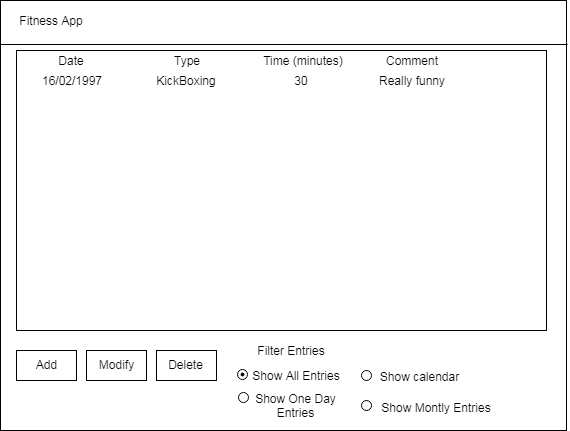 Fitness App
Date Type Time (minutes) Comment
16/02/1997 KickBoxing 30 Really funny
Filter Entries
Add Modify Delete
Show All Entries Show calendar
Show One Day
Entries
Show Montly Entries